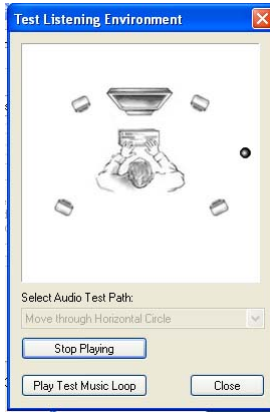 Test Listening Environment
Select Audio Test Path:
Move through Horizontal Circle
Stop Playing
Play Test Music Loop
Close